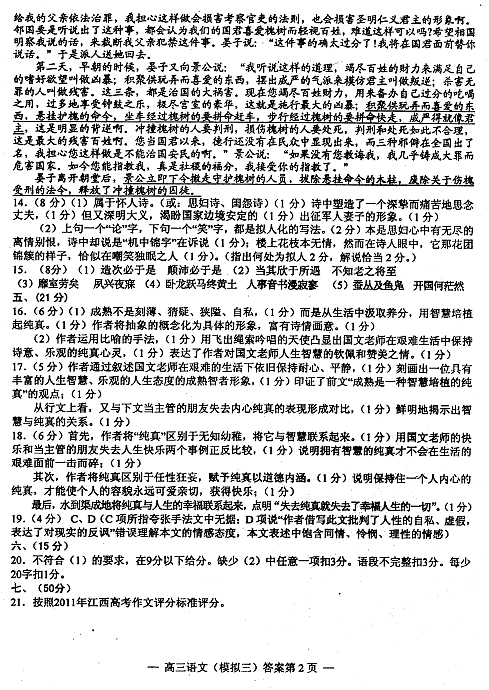 给我的父亲依法治罪，我担心这样做会损害考察官吏的法则，也会损害圣明仁义君主的形象啊。
邻国要是听说出了这种事，都会认为我们的国君喜爱槐树而轻视百姓，难道这样可以吗?希望相国
明察我说的话，来裁断我父亲犯禁这件事。晏子说:“这件事的确太过分了!我将在国君面前替你
说话。”于是派人送她回去。
第二天，早朝的时候，晏子又向景公说:“我听说这样的道理，竭尽百姓的财力来满足自己
的嗜好欲望叫做凶暴；积聚供玩弄而喜爱的东西，摆出威严的气派来模仿君主叫做叛逆；杀害无
罪的人叫做残害。这三条，都是治国的大祸害。现在您竭尽百姓财力，用来备办自己过分的吃喝
之用，过多地享受钟鼓之乐，极尽宫室的豪华，这就是施行最大的凶暴；积聚供玩弄而喜爱的东
西，悬挂护槐的命令，坐车经过槐树的要拼命赶车，步行经过槐树的要拼命快走，威严得就像君
主，这是明显的背逆啊。冲撞槐树的人要判刑，损伤槐树的人要处死，判刑和处死如此不合理，
这是最大的残害百姓啊。您当国君以来，德行还没有在民众中显现出来，而三种邪僻在全国出了
名，我担心您这样做是不能治国安民的啊。”景公说:“如果没有您教诲我，我几乎铸成大罪而
危害国家。如今您能指教我，真是社稷的福分，我接受你的指教了。”
晏子离开朝堂后，景公立即下令撤走守护槐树的人员，拔除悬挂命令的木柱，废除关于伤槐
受刑的法令，释放了冲撞槐树的囚徒。
14.（8分）（1）属于怀人诗。（或：思妇诗、闺怨诗）（1分）诗中塑造了一个深挚而痛苦地思念
丈夫，（1分）但又深明大义，渴盼国家边境安定的（1分）出征军人妻子的形象。（1分）
（2）上句一个“论”字，下句一个“笑”字，都是拟人化的写法。（2分）本是思妇心中有无尽的
离情别恨，诗中却说是“机中锦字”在诉说（1分）；楼上花枝本无情，然而在诗人眼中，它那花团
锦簇的样子，恰似在嘲笑独眠之人（1分）。（指出何处为拟人2分，解说恰当2分。）
15.（8分）（1）造次必于是　颠沛必于是（2）当其欣于所遇　不知老之将至
（3）靡室劳矣　夙兴夜寐（4）卧龙跃马终黄土　人事音书漫寂寥　（5）蚕丛及鱼凫　开国何茫然
五、（21分）
16.（6分）（1）成熟不是刻薄、猜疑、狭隘、自私，（1分）而是从生活中汲取养分，用智慧培植
起纯真。（1分）作者将抽象的概念化为具体的形象，富有诗情画意。（1分）
（2）作者运用比喻的手法，（1分）用飞出绳索吟唱的天使凸显出国文老师在艰难生活中保持
诗意、乐观的纯真心灵，（1分）表达了作者对国文老师人生智慧的钦佩和赞美之情。（1分）
17.（5分）作者通过叙述国文老师在艰难的生活下依旧保持耐心、平静，（1分）刻画出一位具有
丰富的人生智慧、乐观的人生态度的成熟智者形象，（1分）印证了前文“成熟是一种智慧培植的纯
真”的观点；（1分）
从行文上看，又与下文当主管的朋友失去内心纯真的表现形成对比，（1分）鲜明地揭示出智
慧与纯真的关系。（1分）
18.（6分）首先，作者将“纯真”区别于无知幼稚，将它与智慧联系起来。（1分）用国文老师的快
乐和当主管的朋友失去人生快乐两个事例正反比较，（1分）说明拥有智慧的纯真才不会在生活的
艰难面前一击而碎；（1分）
其次，作者将纯真区别于任性狂妄，赋予纯真以道德内涵。（1分）说明保持住一个人内心的
纯真，才能使个人的容貌永远可爱亲切，获得快乐；（1分）
最后，水到渠成地将纯真与人生的幸福联系起来，点明“失去纯真就失去了幸福人生的一切”。（1分）
19.（4分）C、D（C项所指夸张手法文中无据；D项说“作者借写此文批判了人性的自私、虚假，
表达了对现实的反讽”错误理解本文的情感态度，本文表述中饱含同情、怜悯、理性的情感）
六、（15分）
20. 不符合（1）的要求，在9分以下给分。缺少（2）中任意一项扣3分。语段不完整扣3分。每少
20字扣1分。
七、（50分）
21. 按照2011年江西高考作文评分标准评分。
— 高三语文（模拟三）答案第2页 —